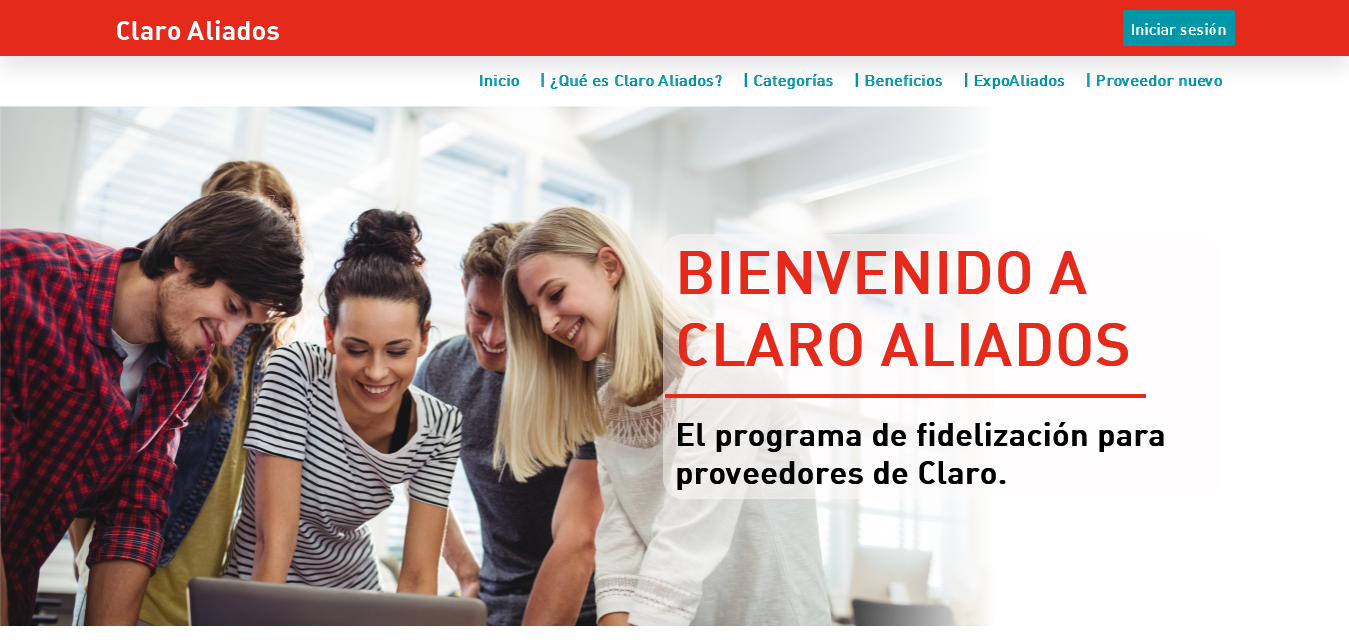 Claro Aliados
Iniciar sesión
Inicio | ¿Qué es Claro Aliados? | Categorías | Beneficios | ExpoAliados | Proveedor nuevo
BIENVENIDO A
CLARO ALIADOS
El programa de fidelización para
proveedores de Claro.